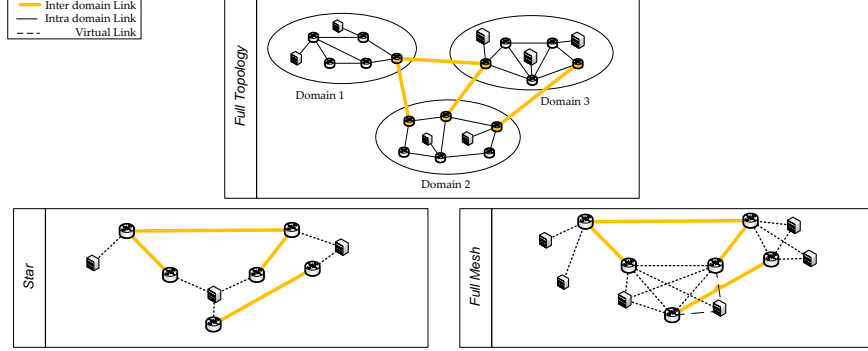 Inter domain Link
Intra domain Link
Virtual Link
Full Topology
Domain 1
Domain 3
Domain 2
Star
Full Mesh